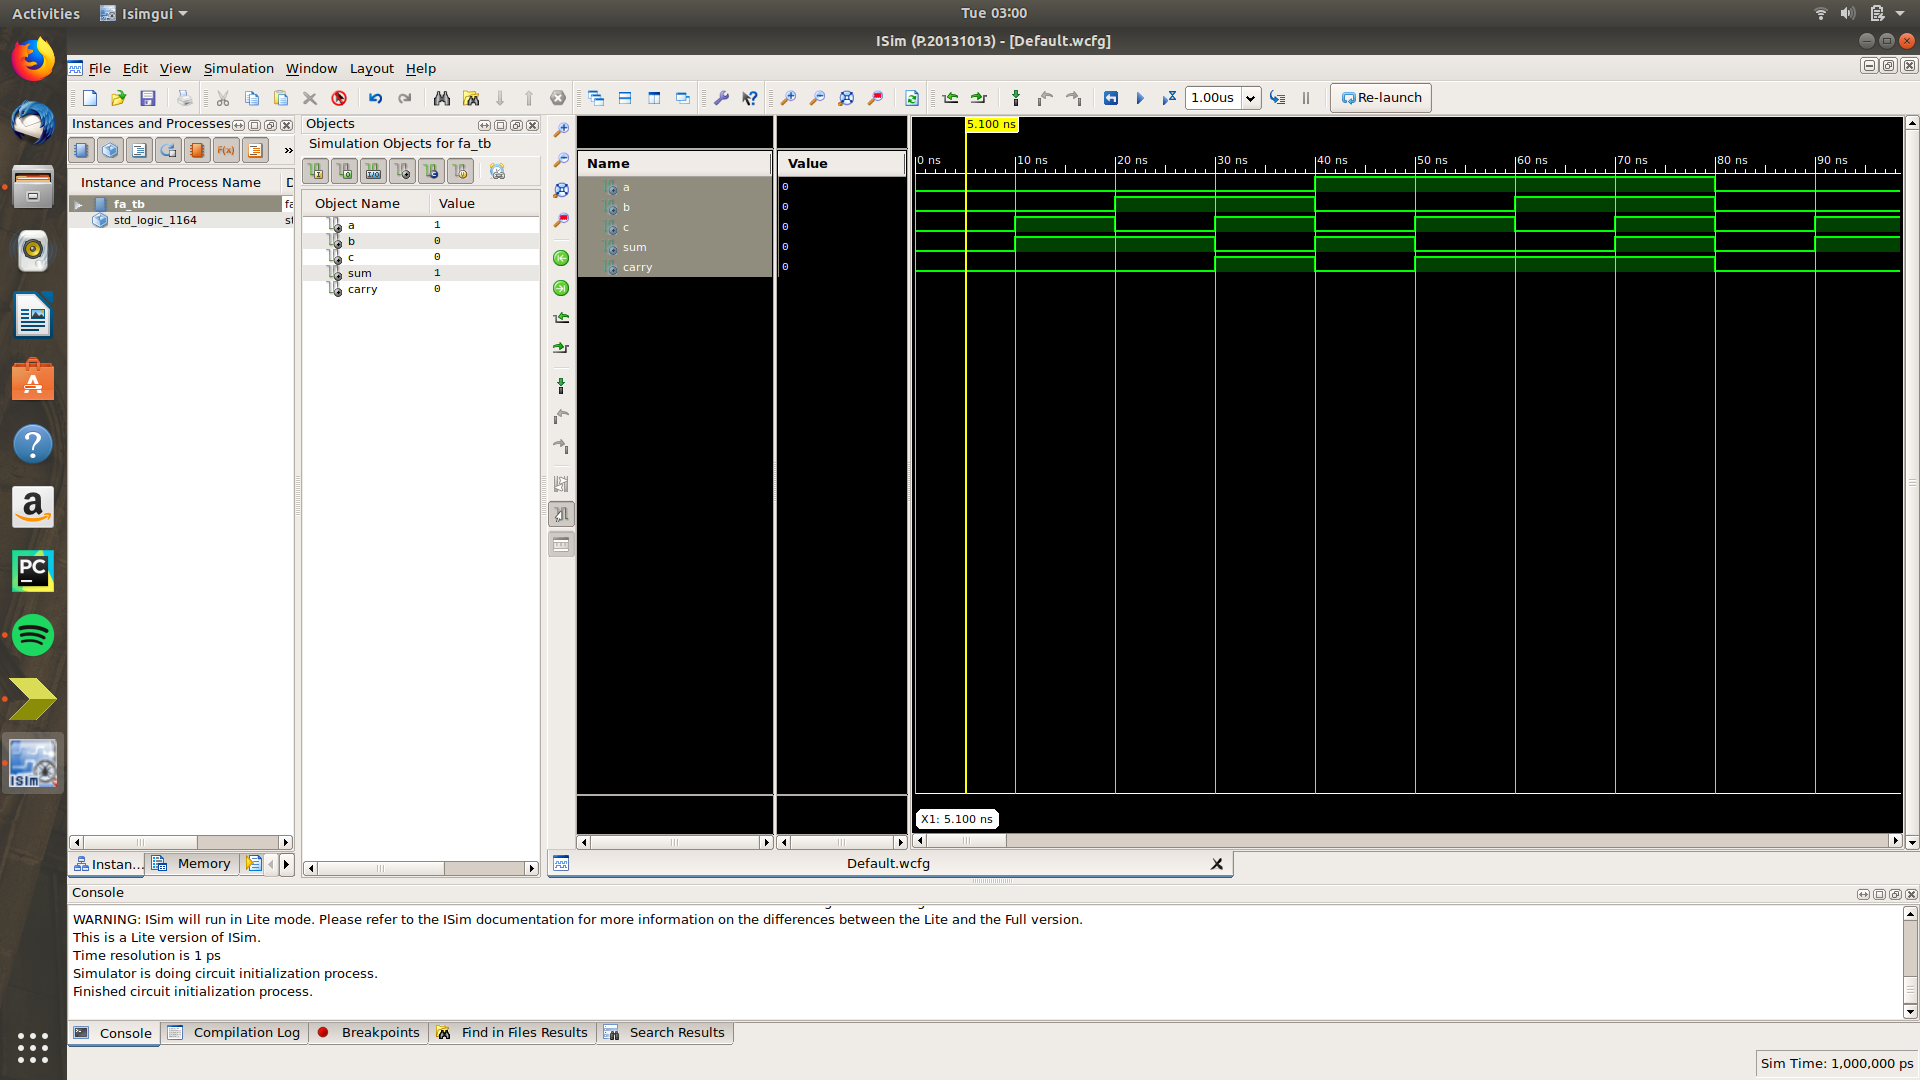 Activities
Isimgui
Tue 03:00
ISim (P.20131013) - [Default.wcfg]
File Edit View Simulation Window Layout Help
1.00us
Re-launch
Instances and Processes
Instance and Process Name
fa_tb
std_logic_1164
Instan...
Memory
Objects
Simulation Objects for fa_tb
Object Name Value
a 1
b 0
c 0
sum 1
carry 0
Name Value
a 0
b 0
c 0
sum 0
carry 0
5.100 ns
0 ns 10 ns 20 ns 30 ns 40 ns 50 ns 60 ns 70 ns 80 ns 90 ns
X1: 5.100 ns
Default.wcfg
Console
WARNING: ISim will run in Lite mode. Please refer to the ISim documentation for more information on the differences between the Lite and the Full version.
This is a Lite version of ISim.
Time resolution is 1 ps
Simulator is doing circuit initialization process.
Finished circuit initialization process.
Console Compilation Log Breakpoints Find in Files Results Search Results
Sim Time: 1,000,000 ps
PC
a
ISim